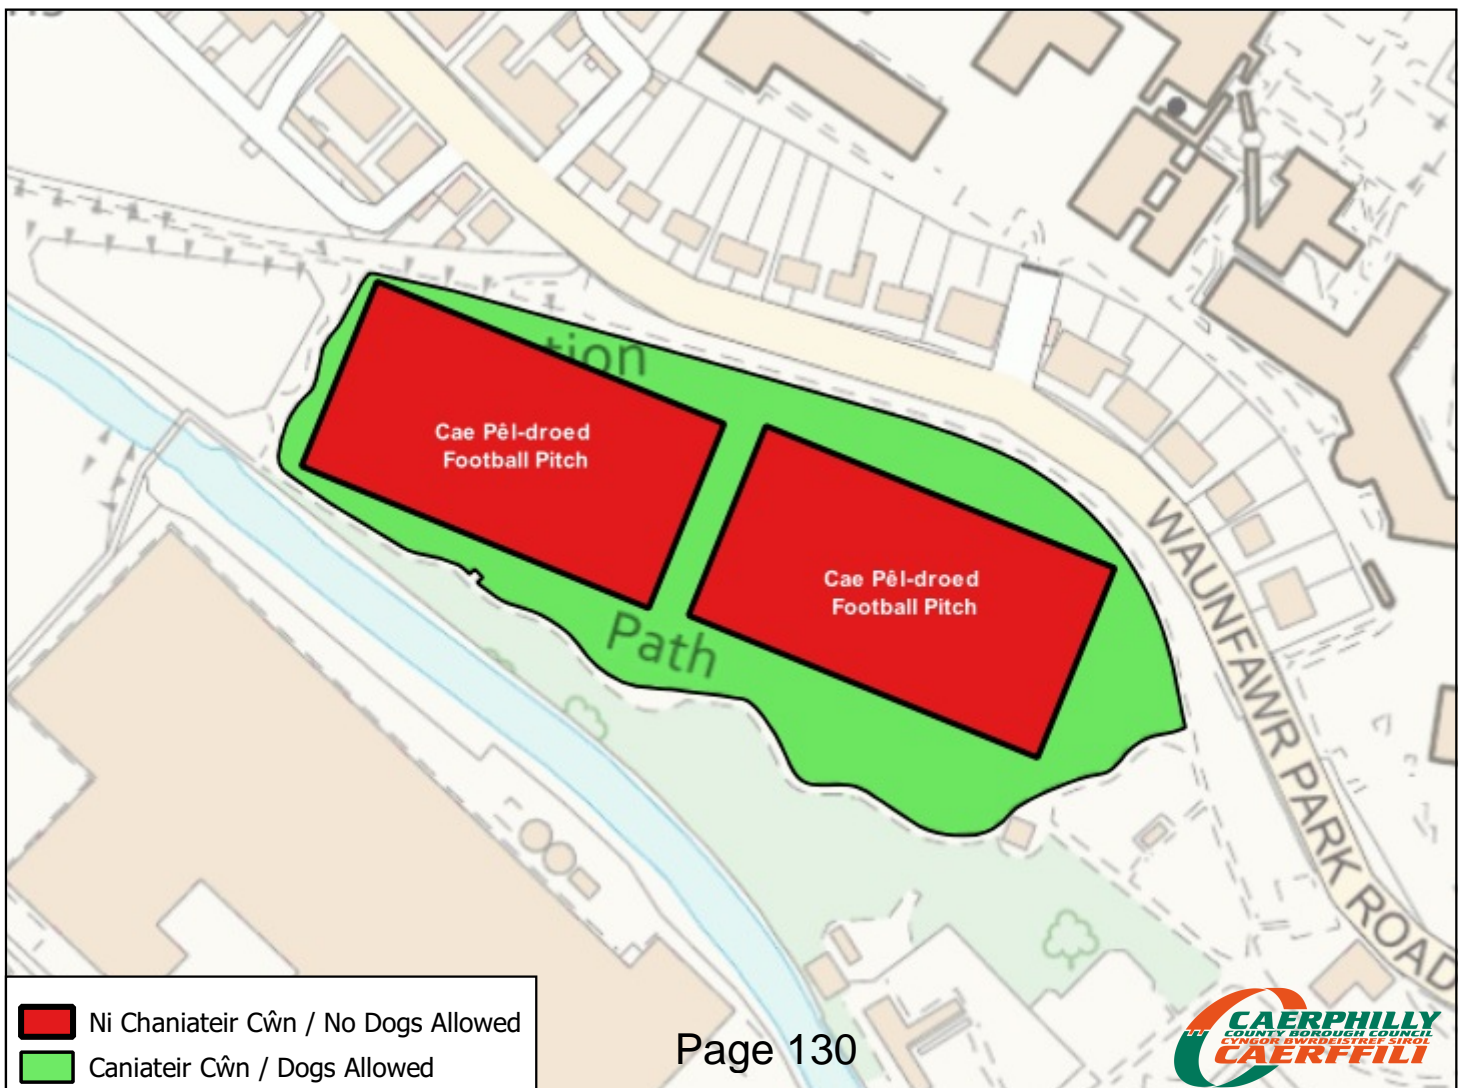 tion
Cae Pêl-droed
Football Pitch
Cae Pêl-droed
Football Pitch
Path
WAUNFAWR PARK ROAD
Ni Chaniateir Cŵn / No Dogs Allowed
Caniateir Cŵn / Dogs Allowed
Page 130
CAERPHILLY
COUNTY BOROUGH COUNCIL
CYNGOR BWRDEISTREF SIROL
CAERFFILI